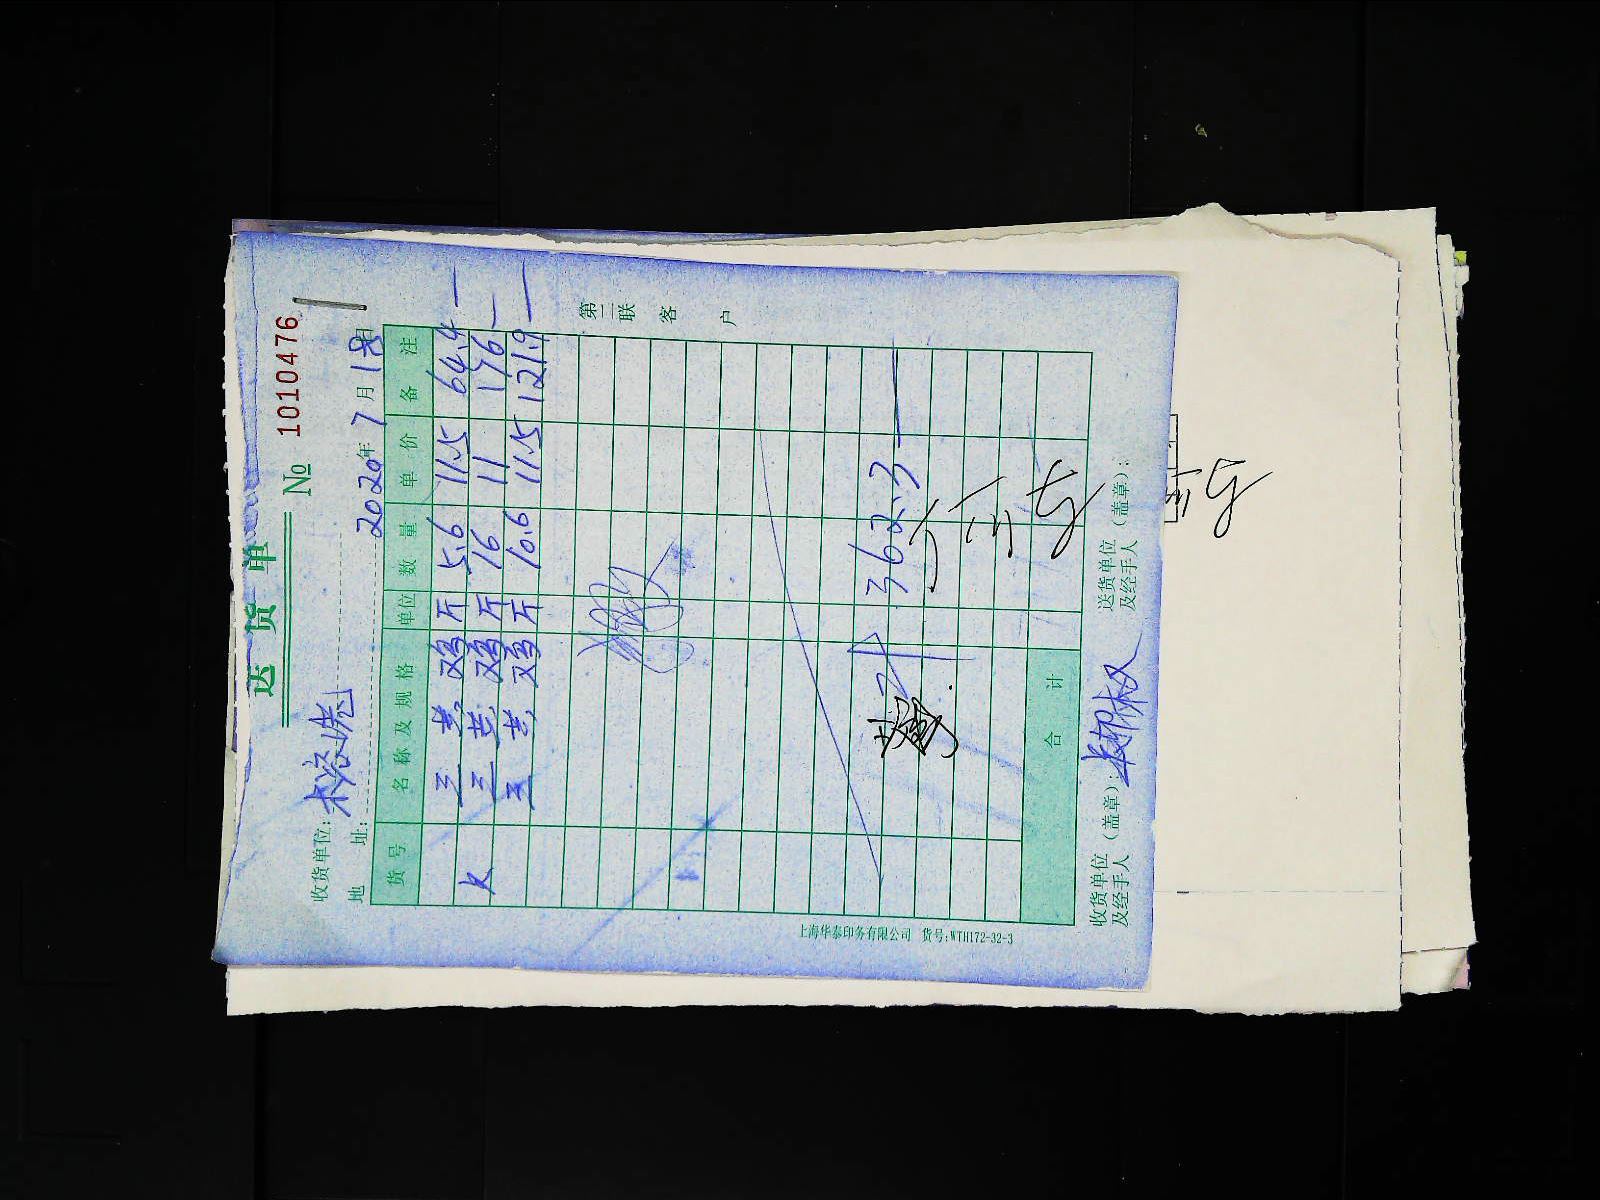 送货单
№ 1010476
收货单位:
2020年7月18日
地 址:
货号 名称及规格 单位 数量 单价 备注
三黄鸡 斤 5.6 11.5 64.4
大 三黄鸡 斤 16 11 176
三黄鸡 斤 10.6 11.5 121.9
362.3
合计
收货单位及经手人(盖章):
送货单位及经手人(盖章):
第二联 客户
上海华泰印务有限公司 货号:WTH172-32-3